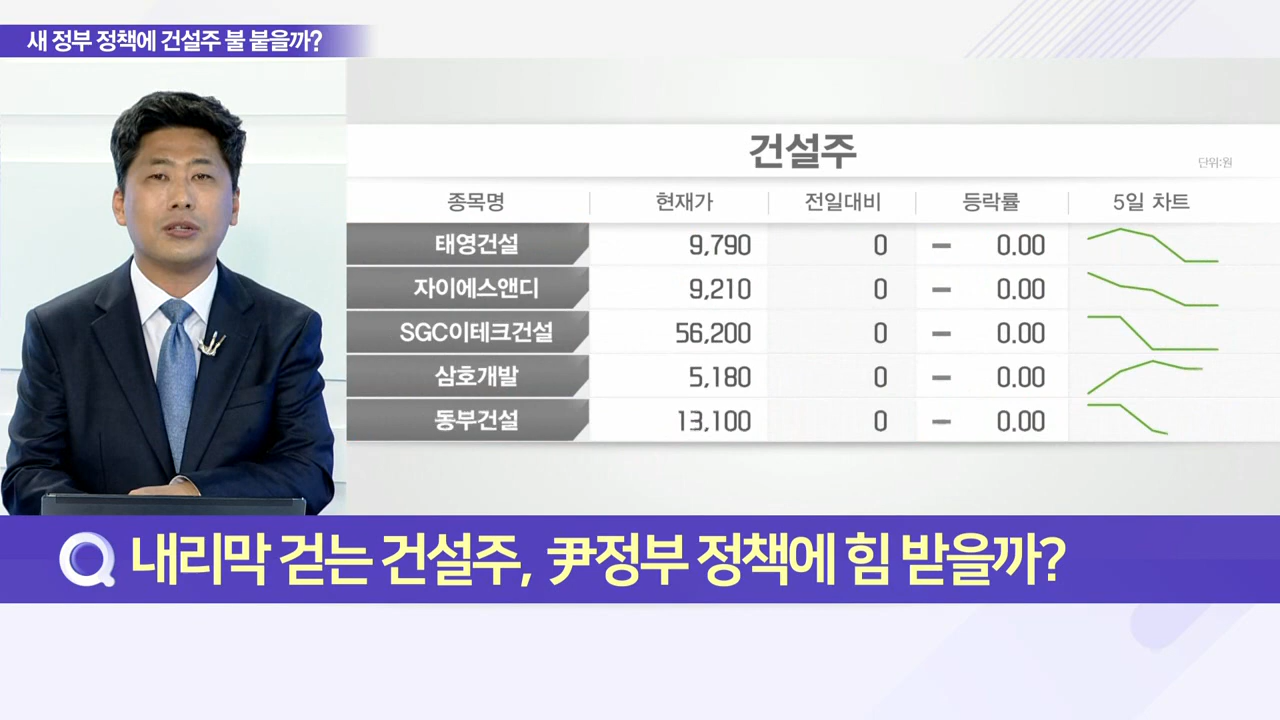 새 정부 정책에 건설주 불 붙을까?
건설주
단위:원
종목명 현재가 전일대비 등락률 5일 차트
태영건설 9,790 0 - 0.00
자이에스앤디 9,210 0 - 0.00
SGC이테크건설 56,200 0 - 0.00
삼호개발 5,180 0 - 0.00
동부건설 13,100 0 - 0.00
Q 내리막 걷는 건설주, 尹정부 정책에 힘 받을까?